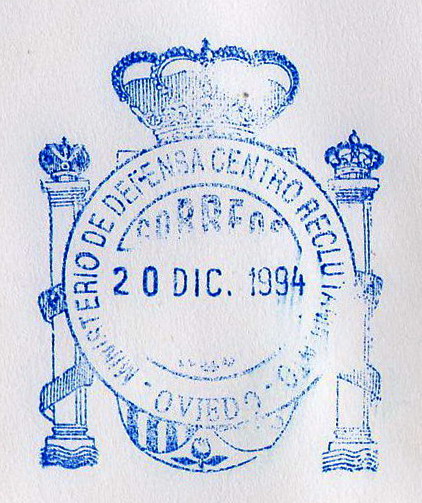 MINISTERIO DE DEFENSA CENTRO RECLUTAMIENTO
CORREOS
20 DIC. 1994
- OVIEDO -